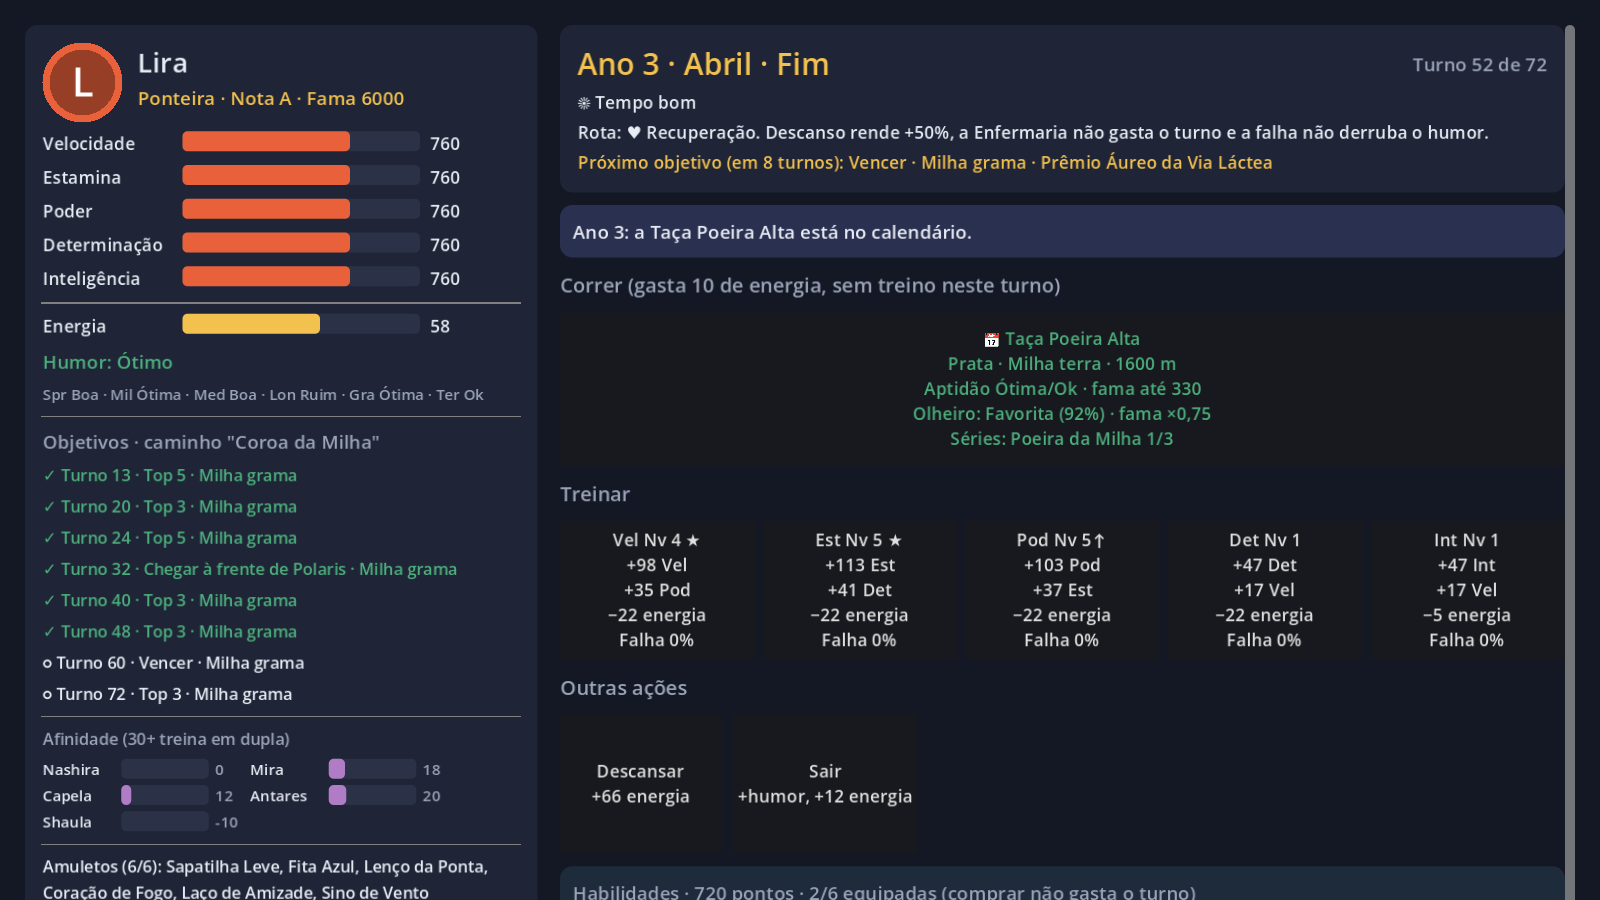 L
Lira
Ponteira · Nota A · Fama 6000
Velocidade 760
Estamina 760
Poder 760
Determinação 760
Inteligência 760
Energia 58
Humor: Ótimo
Spr Boa · Mil Ótima · Med Boa · Lon Ruim · Gra Ótima · Ter Ok
Objetivos · caminho "Coroa da Milha"
✓ Turno 13 · Top 5 · Milha grama
✓ Turno 20 · Top 3 · Milha grama
✓ Turno 24 · Top 5 · Milha grama
✓ Turno 32 · Chegar à frente de Polaris · Milha grama
✓ Turno 40 · Top 3 · Milha grama
✓ Turno 48 · Top 3 · Milha grama
Turno 60 · Vencer · Milha grama
Turno 72 · Top 3 · Milha grama
Afinidade (30+ treina em dupla)
Nashira 0 Mira 18
Capela 12 Antares 20
Shaula -10
Amuletos (6/6): Sapatilha Leve, Fita Azul, Lenço da Ponta,
Coração de Fogo, Laço de Amizade, Sino de Vento
Ano 3 · Abril · Fim
Turno 52 de 72
Tempo bom
Rota: ♥ Recuperação. Descanso rende +50%, a Enfermaria não gasta o turno e a falha não derruba o humor.
Próximo objetivo (em 8 turnos): Vencer · Milha grama · Prêmio Áureo da Via Láctea
Ano 3: a Taça Poeira Alta está no calendário.
Correr (gasta 10 de energia, sem treino neste turno)
📅 Taça Poeira Alta
Prata · Milha terra · 1600 m
Aptidão Ótima/Ok · fama até 330
Olheiro: Favorita (92%) · fama ×0,75
Séries: Poeira da Milha 1/3
Treinar
Vel Nv 4 ★
+98 Vel
+35 Pod
−22 energia
Falha 0%
Est Nv 5 ★
+113 Est
+41 Det
−22 energia
Falha 0%
Pod Nv 5↑
+103 Pod
+37 Est
−22 energia
Falha 0%
Det Nv 1
+47 Det
+17 Vel
−22 energia
Falha 0%
Int Nv 1
+47 Int
+17 Vel
−5 energia
Falha 0%
Outras ações
Descansar
+66 energia
Sair
+humor, +12 energia
Habilidades · 720 pontos · 2/6 equipadas (comprar não gasta o turno)